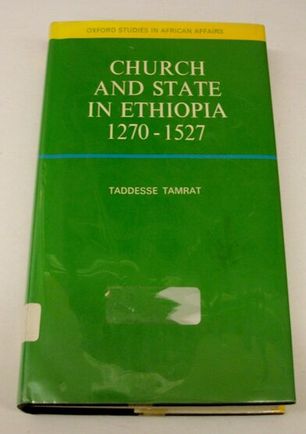 OXFORD STUDIES IN AFRICAN AFFAIRS
CHURCH
AND STATE
IN ETHIOPIA
1270-1527
TADDESSE TAMRAT